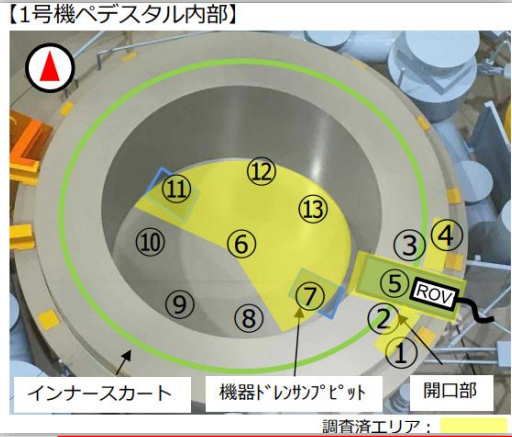 【1号機ペデスタル内部】
⑫
⑪
⑬
④
③
⑩
⑥
⑤
ROV
⑦
⑨
⑧
②
①
インナースカート
機器ﾄﾞﾚﾝｻﾝﾌﾟﾋﾟｯﾄ
開口部
調査済エリア：